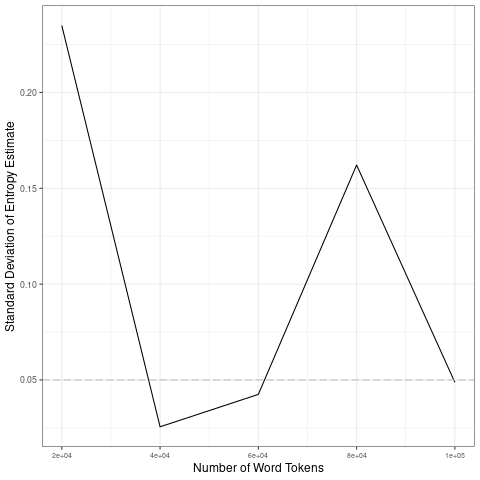 Standard Deviation of Entropy Estimate
0.20
0.15
0.10
0.05
2e+04 4e+04 6e+04 8e+04 1e+05
Number of Word Tokens